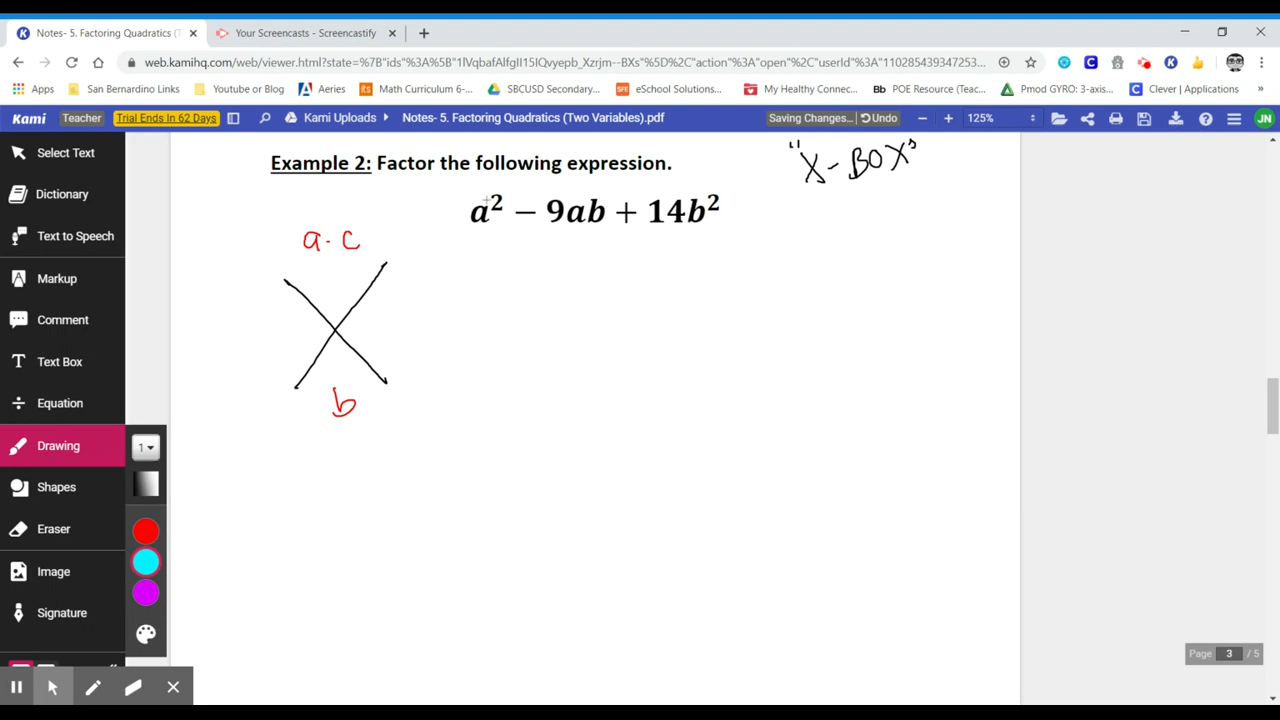 Notes- 5. Factoring Quadratics (T
Your Screencasts - Screencastify
web.kamihq.com/web/viewer.html?state=%7B"ids"%3A%5B"1lVqbafAlfglI15IQvyepb_Xzrjm--BXs"%5D%2C"action"%3A"open"%2C"userId"%3A"110285439347253...
Apps San Bernardino Links Youtube or Blog Aeries Math Curriculum 6-... SBCUSD Secondary... eSchool Solutions... My Healthy Connec... Bb POE Resource (Teac... Pmod GYRO: 3-axis... Clever | Applications »
Kami Teacher Trial Ends In 62 Days Kami Uploads Notes- 5. Factoring Quadratics (Two Variables).pdf Saving Changes... Undo 125% JN
Select Text
Dictionary
Text to Speech
Markup
Comment
Text Box
Equation
Drawing
1
Shapes
Eraser
Image
Signature
"X-BOX"
Example 2: Factor the following expression.
a² − 9ab + 14b²
a · c
b
Page 3 / 5